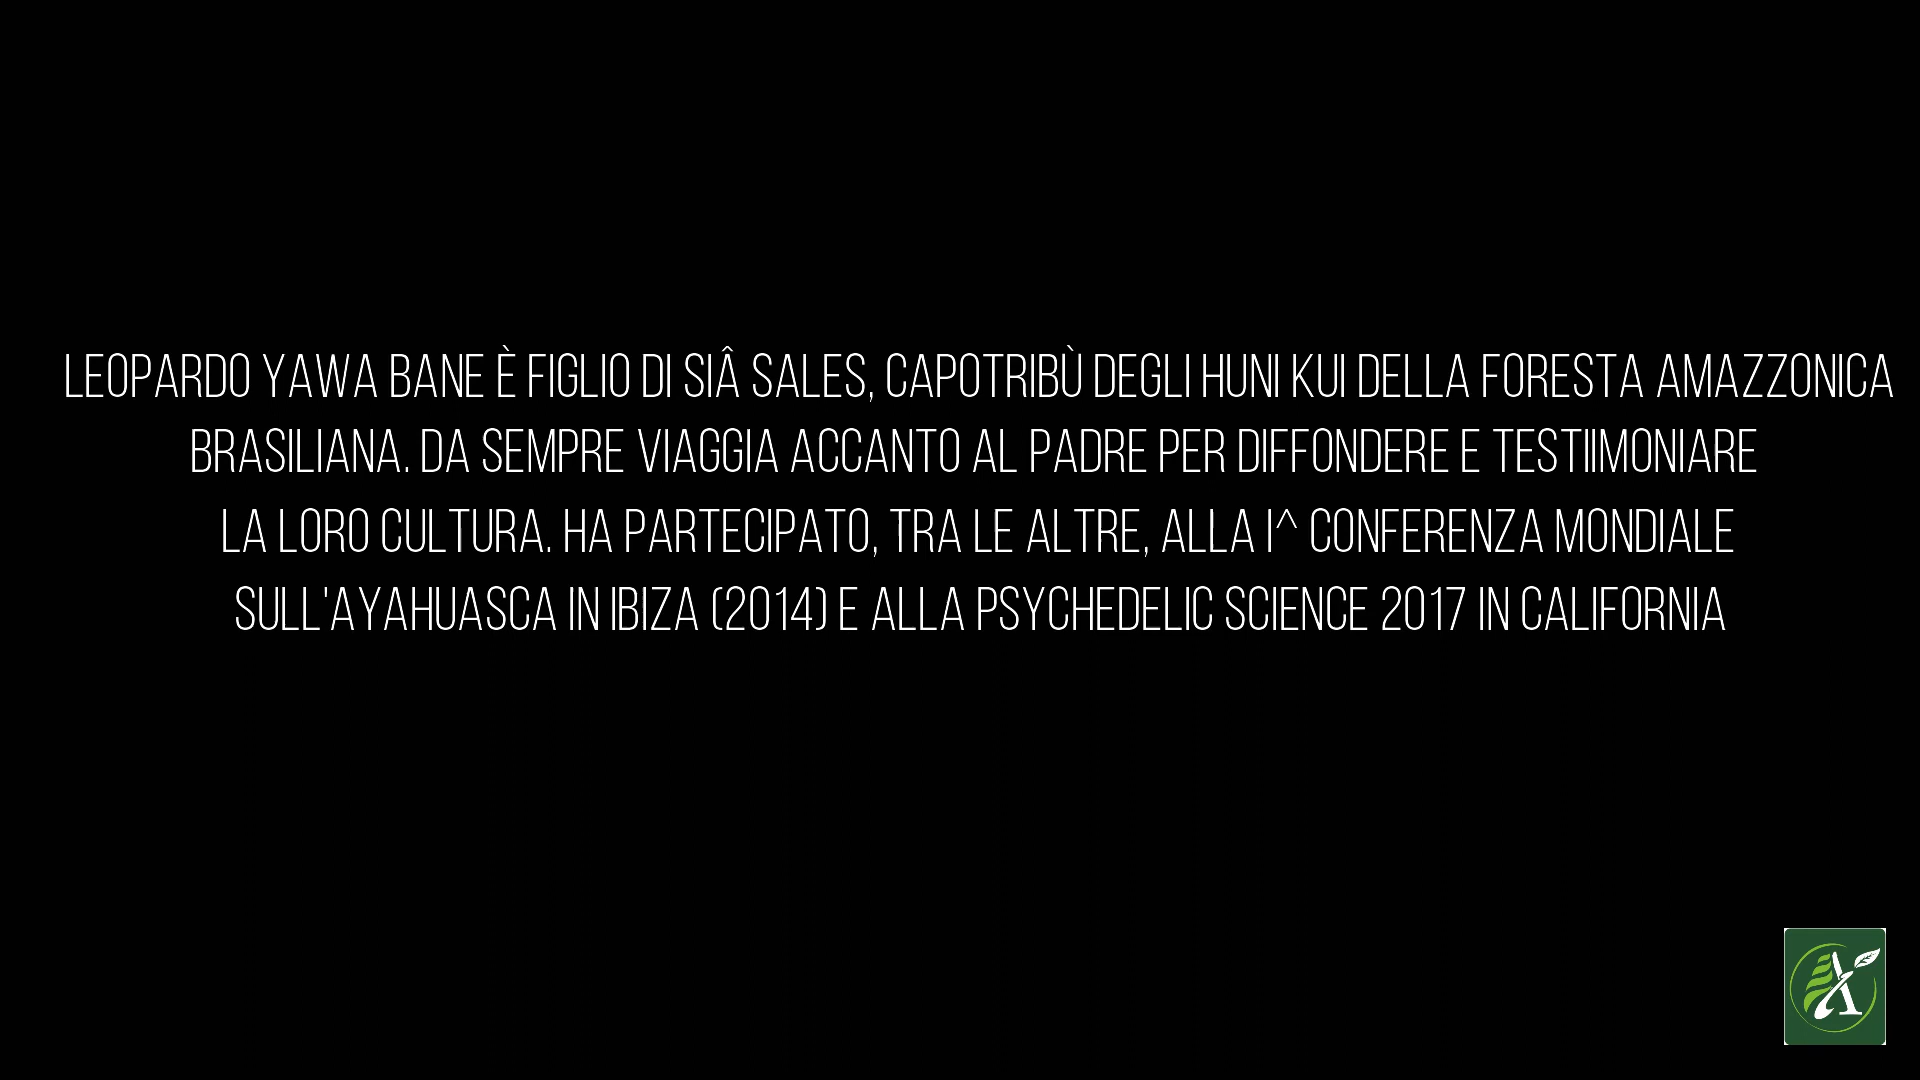 LEOPARDO YAWA BANE È FIGLIO DI SIÂ SALES, CAPOTRIBÙ DEGLI HUNI KUI DELLA FORESTA AMAZZONICA
BRASILIANA. DA SEMPRE VIAGGIA ACCANTO AL PADRE PER DIFFONDERE E TESTIIMONIARE
LA LORO CULTURA. HA PARTECIPATO, TRA LE ALTRE, ALLA I^ CONFERENZA MONDIALE
SULL'AYAHUASCA IN IBIZA (2014) E ALLA PSYCHEDELIC SCIENCE 2017 IN CALIFORNIA